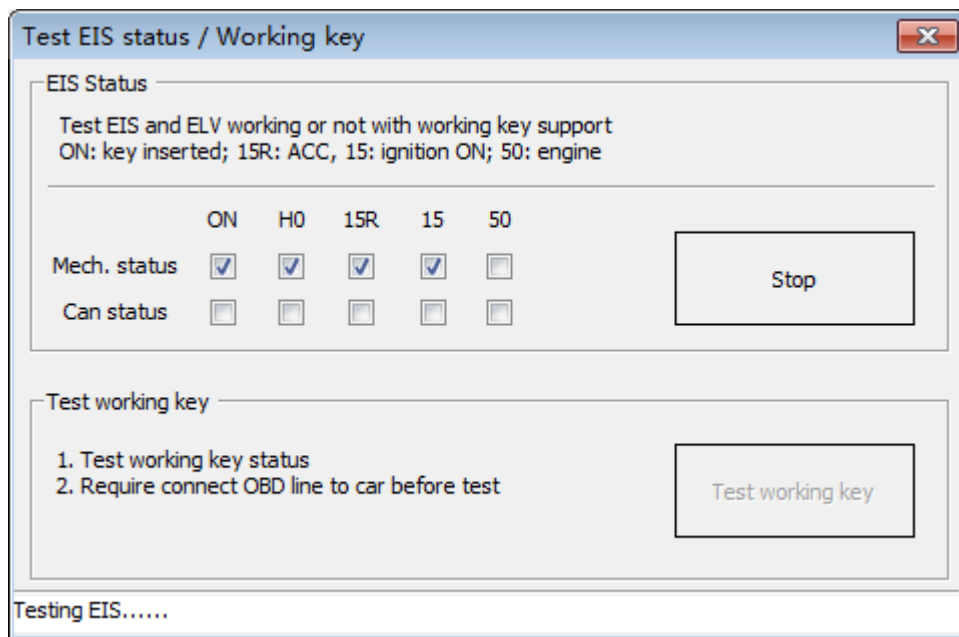 Test EIS status / Working key
EIS Status
Test EIS and ELV working or not with working key support
ON: key inserted; 15R: ACC, 15: ignition ON; 50: engine
ON H0 15R 15 50
Mech. status
Stop
Can status
Test working key
1. Test working key status
2. Require connect OBD line to car before test
Test working key
Testing EIS......